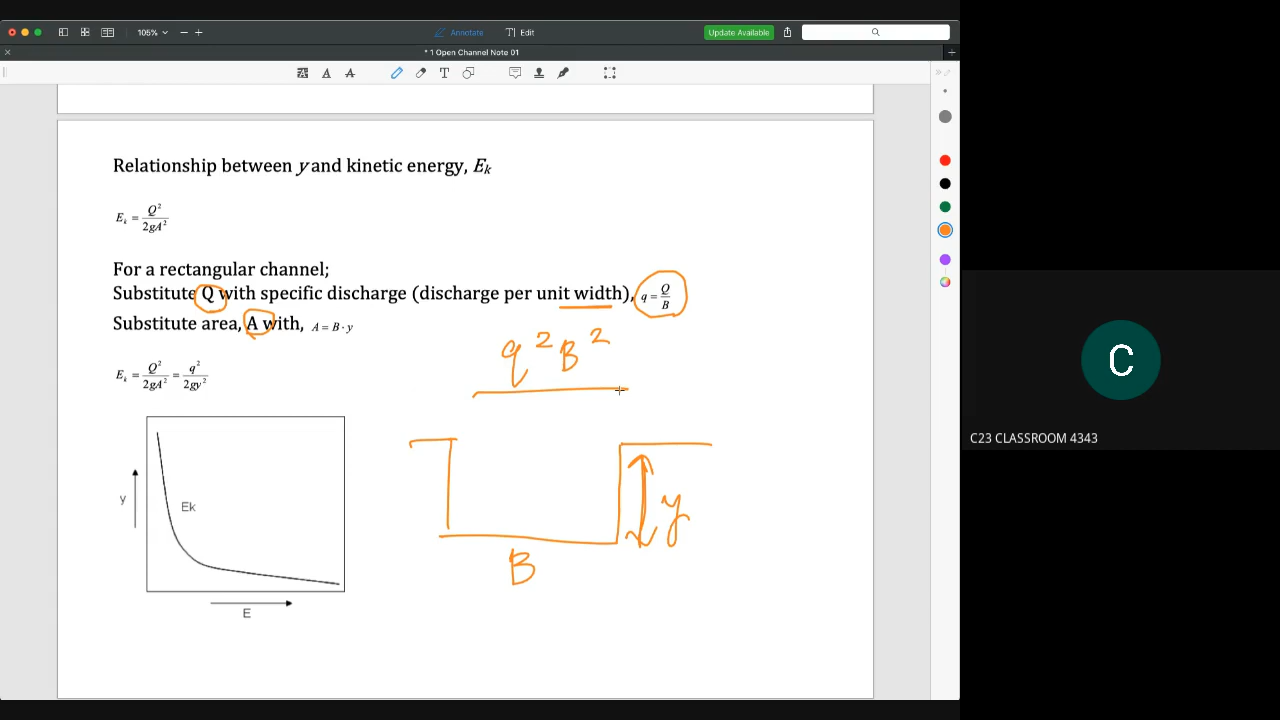 106%
Annotate
Edit
Update Available
* 1 Open Channel Note 01
Relationship between y and kinetic energy, Ek
Ek = Q²/2gA²
For a rectangular channel;
Substitute Q with specific discharge (discharge per unit width), q = Q/B
Substitute area, A with, A = B · y
q² B²
Ek = Q²/2gA² = q²/2gy²
y
Ek
E
y
B
C
C23 CLASSROOM 4343